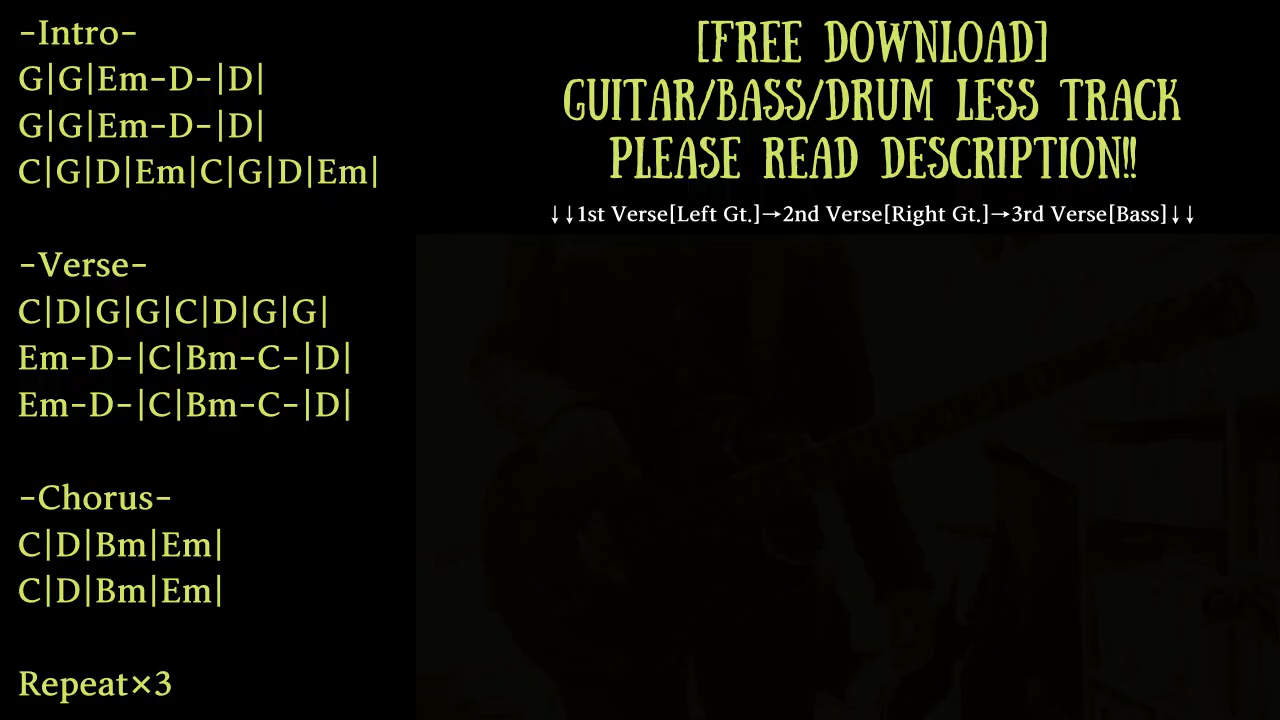 -Intro-
G|G|Em-D-|D|
G|G|Em-D-|D|
C|G|D|Em|C|G|D|Em|
-Verse-
C|D|G|G|C|D|G|G|
Em-D-|C|Bm-C-|D|
Em-D-|C|Bm-C-|D|
-Chorus-
C|D|Bm|Em|
C|D|Bm|Em|
Repeat×3
[FREE DOWNLOAD]
GUITAR/BASS/DRUM LESS TRACK
PLEASE READ DESCRIPTION!!
↓↓1st Verse[Left Gt.]→2nd Verse[Right Gt.]→3rd Verse[Bass]↓↓